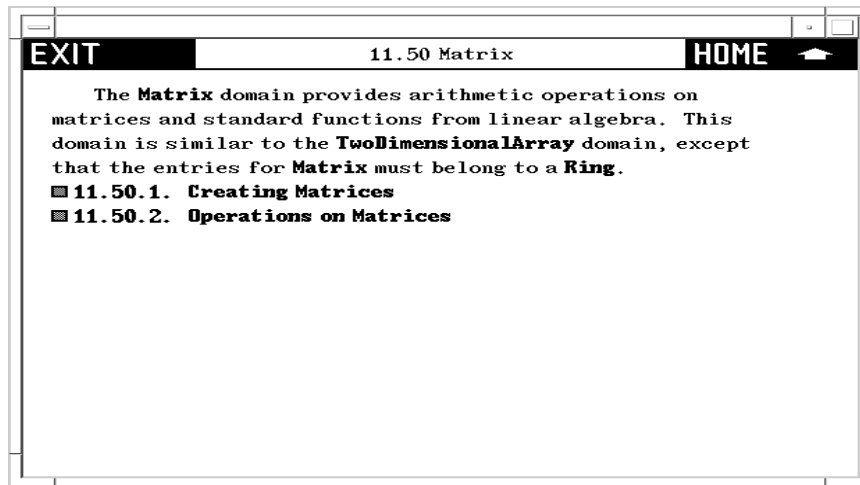 EXIT 11.50 Matrix HOME
The Matrix domain provides arithmetic operations on
matrices and standard functions from linear algebra. This
domain is similar to the TwoDimensionalArray domain, except
that the entries for Matrix must belong to a Ring.
11.50.1. Creating Matrices
11.50.2. Operations on Matrices